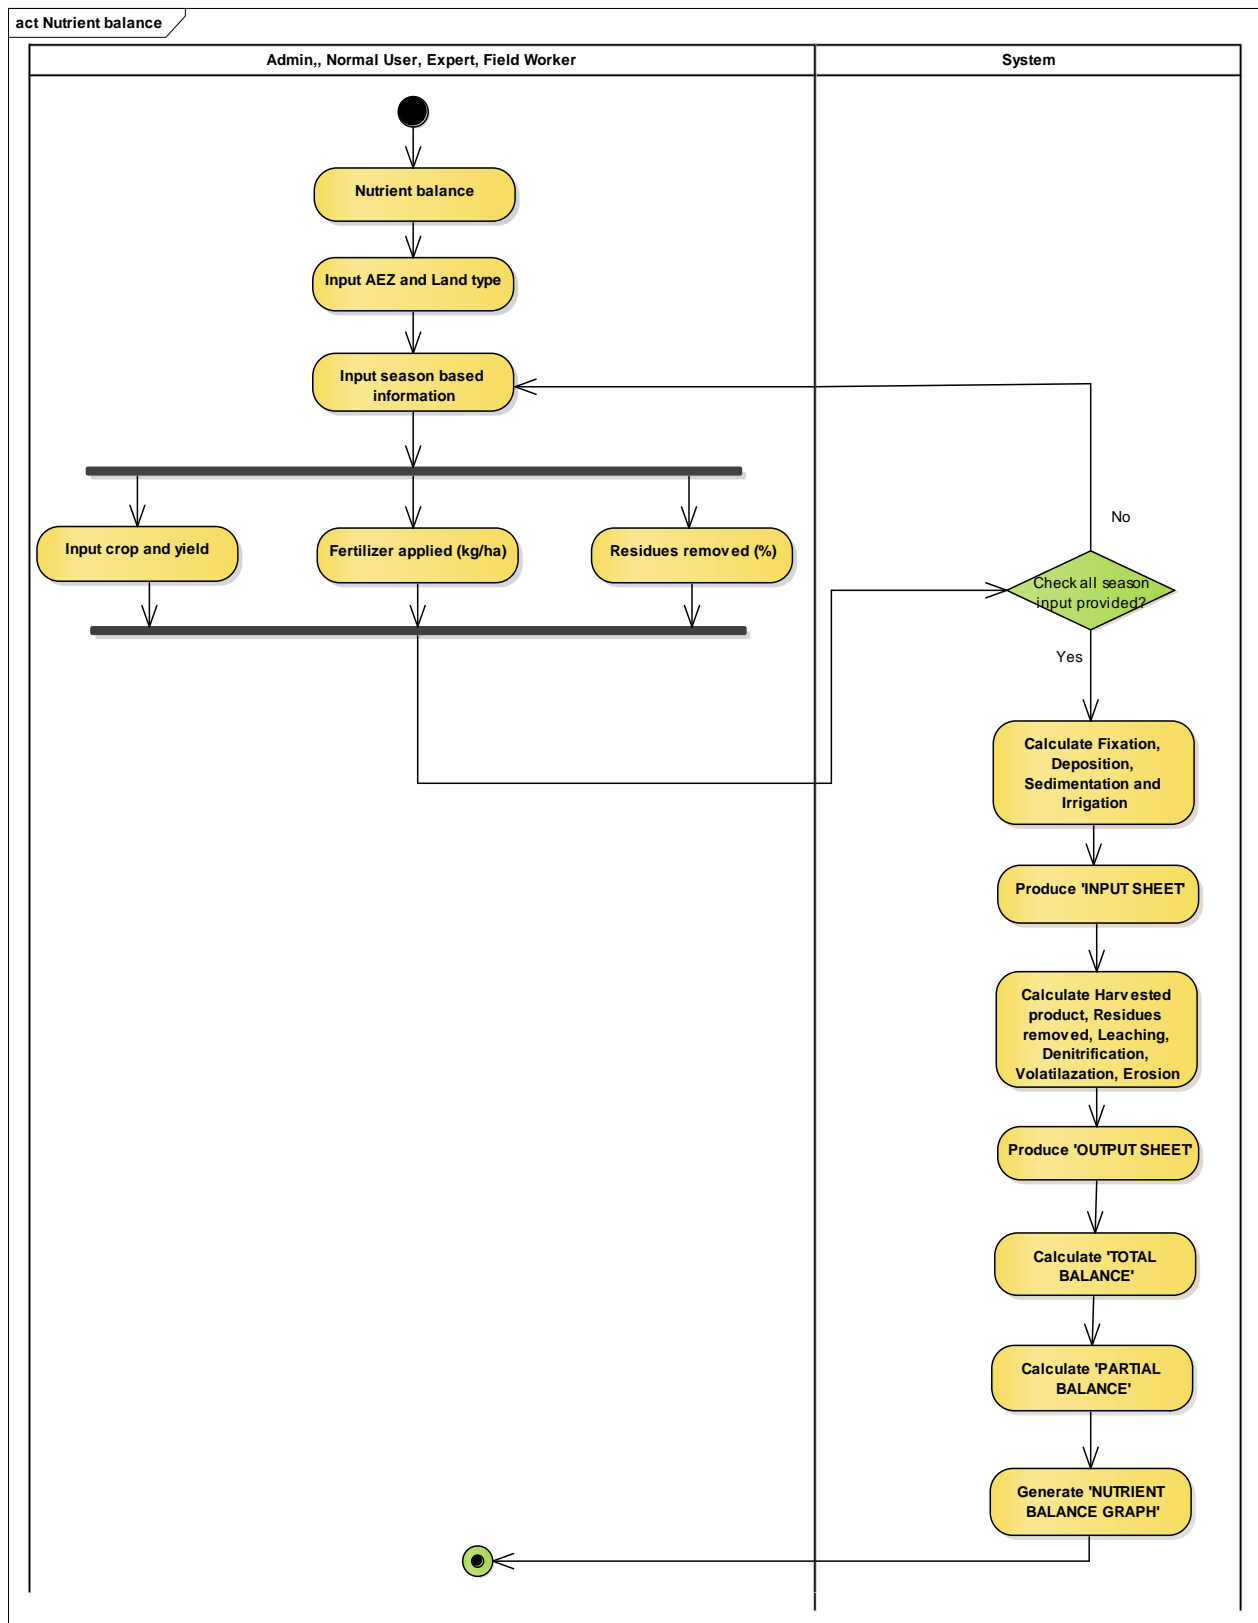 act Nutrient balance
Admin,, Normal User, Expert, Field Worker
System
Nutrient balance
Input AEZ and Land type
Input season based
information
Input crop and yield
Fertilizer applied (kg/ha)
Residues removed (%)
No
Check all season
input provided?
Yes
Calculate Fixation,
Deposition,
Sedimentation and
Irrigation
Produce 'INPUT SHEET'
Calculate Harvested
product, Residues
removed, Leaching,
Denitrification,
Volatilazation, Erosion
Produce 'OUTPUT SHEET'
Calculate 'TOTAL
BALANCE'
Calculate 'PARTIAL
BALANCE'
Generate 'NUTRIENT
BALANCE GRAPH'